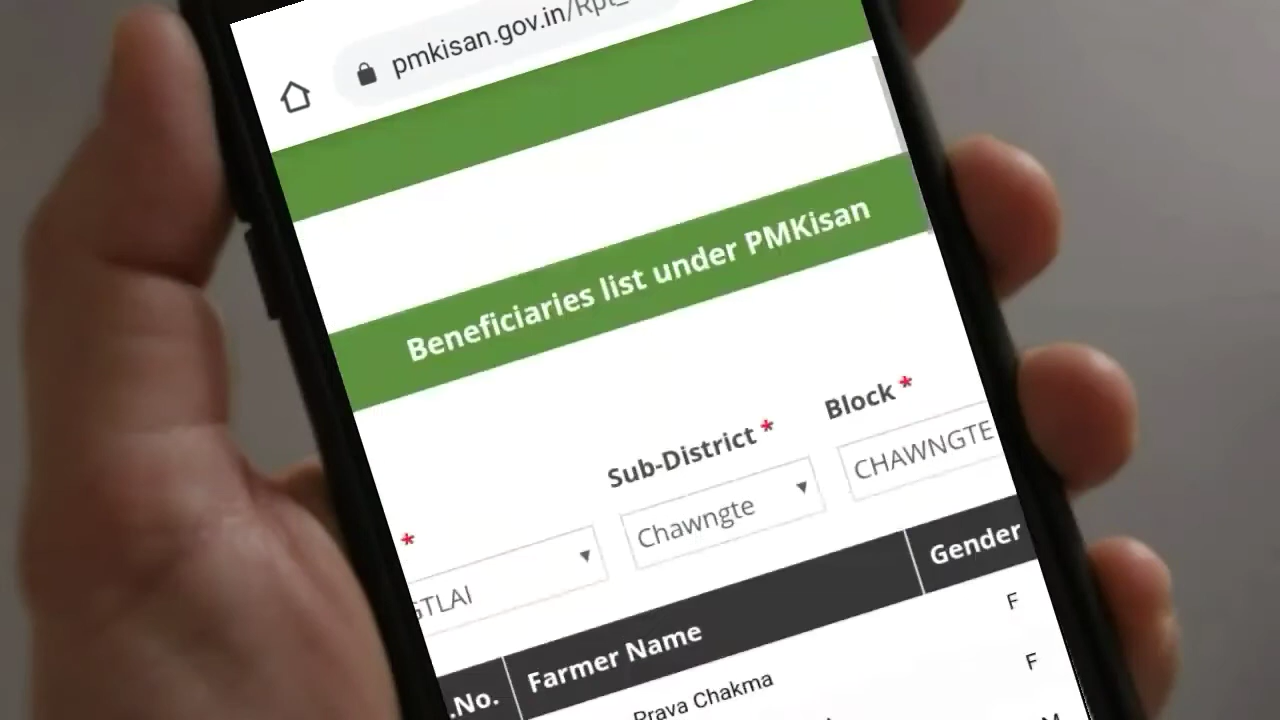 pmkisan.gov.in/Rpt_
Beneficiaries list under PMKisan
Sub-District *
Block *
*
GTLAI
Chawngte
CHAWNGTE
.No.
Farmer Name
Gender
Prava Chakma
F
F
M